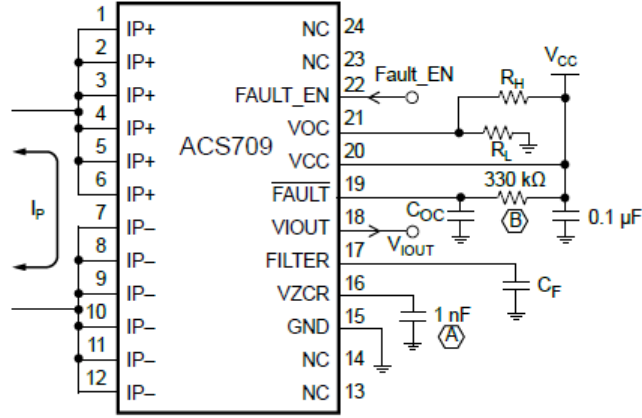 1 IP+ NC 24
2 IP+ NC 23
3 IP+ FAULT_EN 22 Fault_EN
4 IP+ VOC 21
5 IP+ VCC 20
6 IP+ FAULT 19
7 IP– VIOUT 18
8 IP– FILTER 17
9 IP– VZCR 16
10 IP– GND 15
11 IP– NC 14
12 IP– NC 13
ACS709
IP
VCC
RH
RL
330 kΩ
B
COC
0.1 µF
VIOUT
CF
1 nF
A